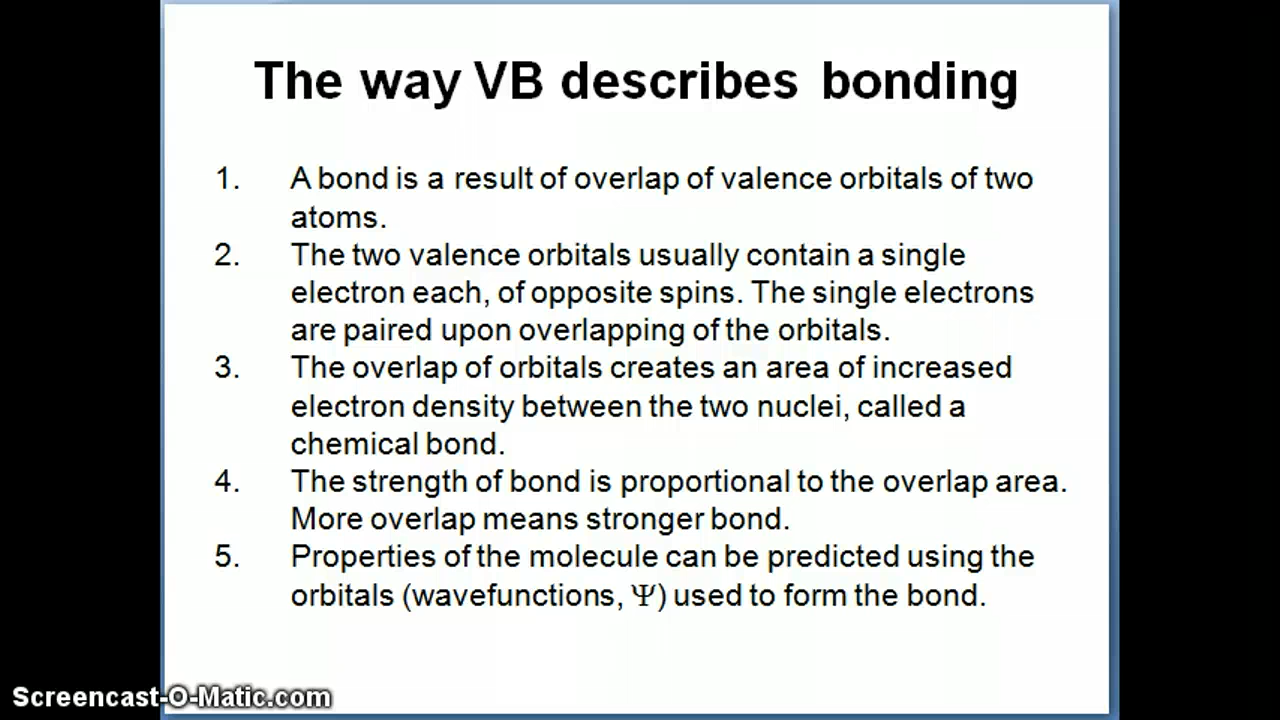 The way VB describes bonding
1. A bond is a result of overlap of valence orbitals of two
atoms.
2. The two valence orbitals usually contain a single
electron each, of opposite spins. The single electrons
are paired upon overlapping of the orbitals.
3. The overlap of orbitals creates an area of increased
electron density between the two nuclei, called a
chemical bond.
4. The strength of bond is proportional to the overlap area.
More overlap means stronger bond.
5. Properties of the molecule can be predicted using the
orbitals (wavefunctions, Ψ) used to form the bond.
Screencast-O-Matic.com